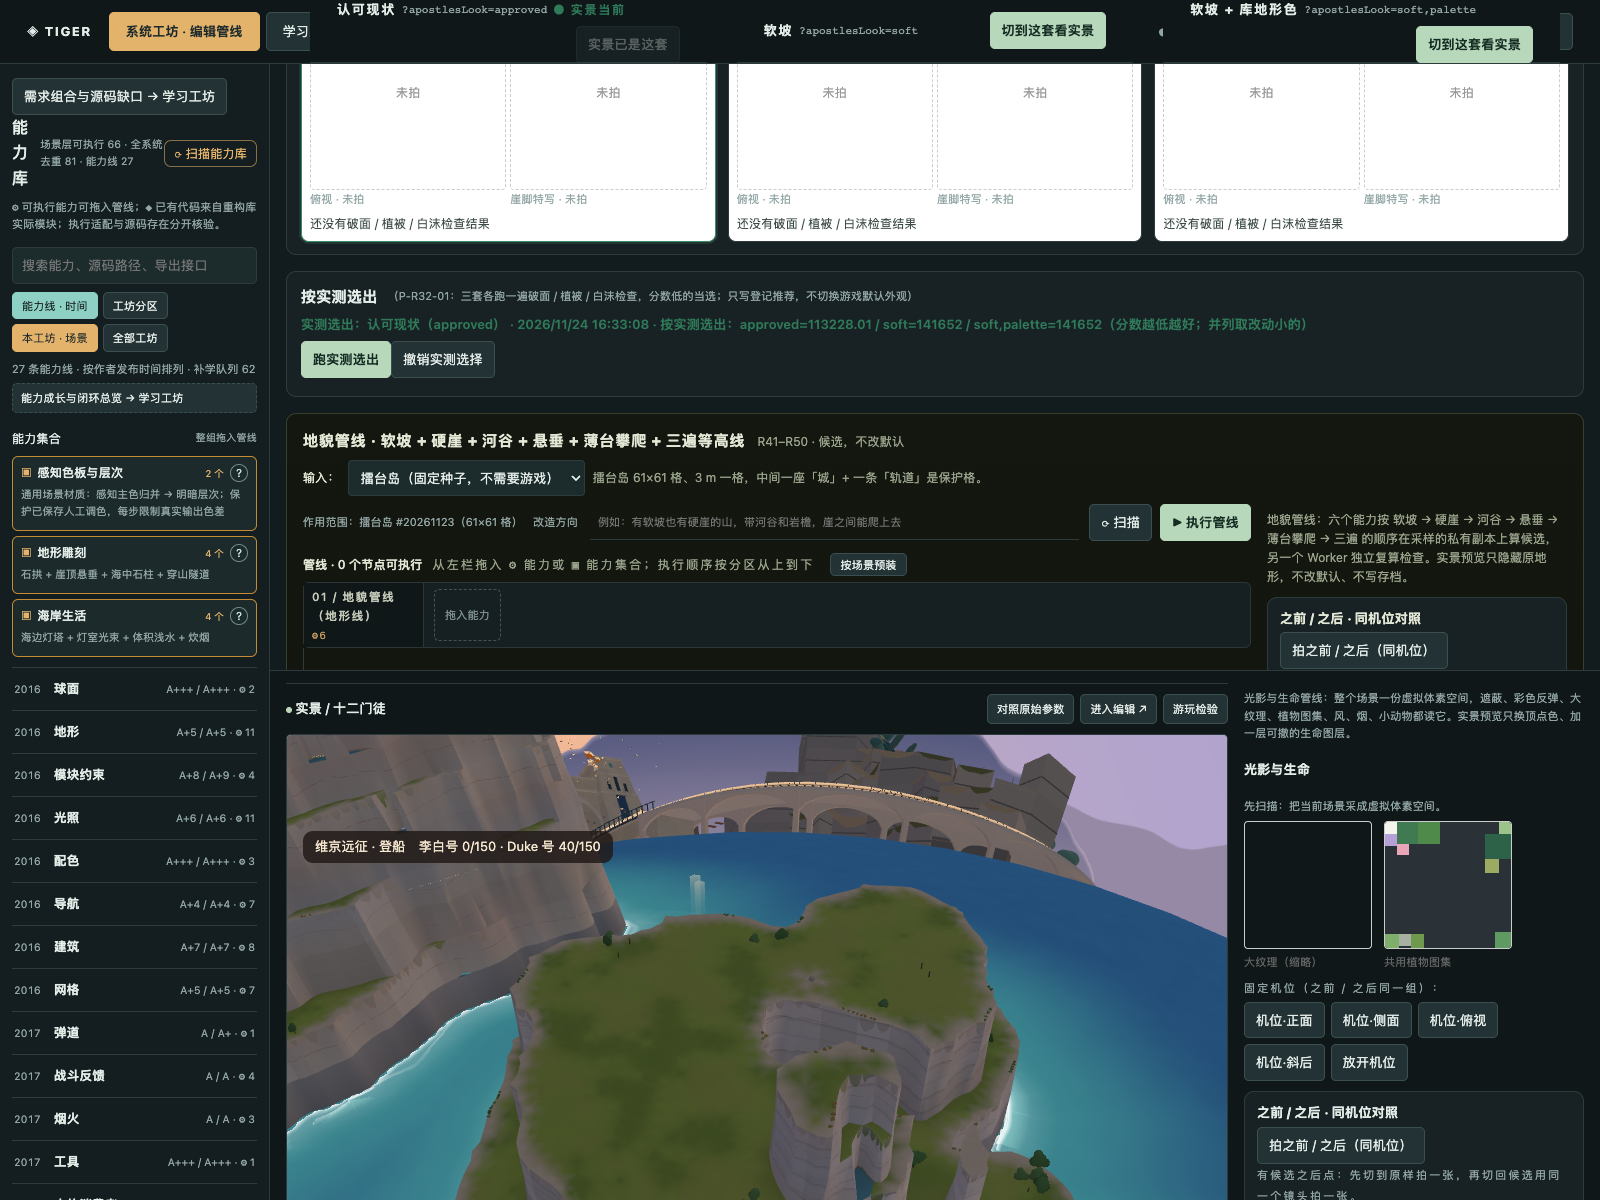 ◈ TIGER
系统工坊 · 编辑管线
学习
认可现状 ?apostlesLook=approved ● 实景当前
实景已是这套
软坡 ?apostlesLook=soft
切到这套看实景
软坡 + 库地形色 ?apostlesLook=soft,palette
切到这套看实景
需求组合与源码缺口 → 学习工坊
能力库
场景层可执行 66 · 全系统去重 81 · 能力线 27
⟳ 扫描能力库
⚙ 可执行能力可拖入管线；◆ 已有代码来自重构库
实际模块；执行适配与源码存在分开核验。
搜索能力、源码路径、导出接口
能力线 · 时间
工坊分区
本工坊 · 场景
全部工坊
27 条能力线 · 按作者发布时间排列 · 补学队列 62
能力成长与闭环总览 → 学习工坊
能力集合
整组拖入管线
▣ 感知色板与层次 2 个 ?
通用场景材质：感知主色归并 → 明暗层次；保
护已保存人工调色，每步限制真实输出色差
▣ 地形雕刻 4 个 ?
石拱 + 崖顶悬垂 + 海中石柱 + 穿山隧道
▣ 海岸生活 4 个 ?
海边灯塔 + 灯室光束 + 体积浅水 + 炊烟
2016 球面 A+++ / A+++ · ⚙ 2
2016 地形 A+5 / A+5 · ⚙ 11
2016 模块约束 A+8 / A+9 · ⚙ 4
2016 光照 A+6 / A+6 · ⚙ 11
2016 配色 A+++ / A+++ · ⚙ 3
2016 导航 A+4 / A+4 · ⚙ 7
2016 建筑 A+7 / A+7 · ⚙ 8
2016 网格 A+5 / A+5 · ⚙ 7
2017 弹道 A / A+ · ⚙ 1
2017 战斗反馈 A / A · ⚙ 4
2017 烟火 A / A · ⚙ 3
2017 工具 A+++ / A+++ · ⚙ 1
未拍
未拍
俯视 · 未拍
崖脚特写 · 未拍
还没有破面 / 植被 / 白沫检查结果
未拍
未拍
俯视 · 未拍
崖脚特写 · 未拍
还没有破面 / 植被 / 白沫检查结果
未拍
未拍
俯视 · 未拍
崖脚特写 · 未拍
还没有破面 / 植被 / 白沫检查结果
按实测选出 （P-R32-01：三套各跑一遍破面 / 植被 / 白沫检查，分数低的当选；只写登记推荐，不切换游戏默认外观）
实测选出：认可现状（approved） · 2026/11/24 16:33:08 · 按实测选出：approved=113228.01 / soft=141652 / soft,palette=141652（分数越低越好；并列取改动小的）
跑实测选出
撤销实测选择
地貌管线 · 软坡 + 硬崖 + 河谷 + 悬垂 + 薄台攀爬 + 三遍等高线 R41–R50 · 候选，不改默认
输入： 擂台岛（固定种子，不需要游戏） 擂台岛 61×61 格、3 m 一格，中间一座「城」+ 一条「轨道」是保护格。
作用范围：擂台岛 #20261123（61×61 格） 改造方向 例如：有软坡也有硬崖的山，带河谷和岩檐，崖之间能爬上去
⟳ 扫描
▶ 执行管线
管线 · 0 个节点可执行 从左栏拖入 ⚙ 能力或 ▣ 能力集合；执行顺序按分区从上到下
按场景预装
01 / 地貌管线
（地形线）
⚙6
拖入能力
地貌管线：六个能力按 软坡 → 硬崖 → 河谷 → 悬垂 →
薄台攀爬 → 三遍 的顺序在采样的私有副本上算候选，
另一个 Worker 独立复算检查。实景预览只隐藏原地
形，不改默认、不写存档。
之前 / 之后 · 同机位对照
拍之前 / 之后（同机位）
实景 / 十二门徒
对照原始参数
进入编辑 ↗
游玩检验
维京远征 · 登船 李白号 0/150 · Duke 号 40/150
光影与生命管线：整个场景一份虚拟体素空间，遮蔽、彩色反弹、大
纹理、植物图集、风、烟、小动物都读它。实景预览只换顶点色、加
一层可撤的生命图层。
光影与生命
先扫描：把当前场景采成虚拟体素空间。
大纹理（缩略）
共用植物图集
固定机位（之前 / 之后同一组）：
机位·正面
机位·侧面
机位·俯视
机位·斜后
放开机位
之前 / 之后 · 同机位对照
拍之前 / 之后（同机位）
有候选之后点：先切到原样拍一张，再切回候选用同
一个镜头拍一张。